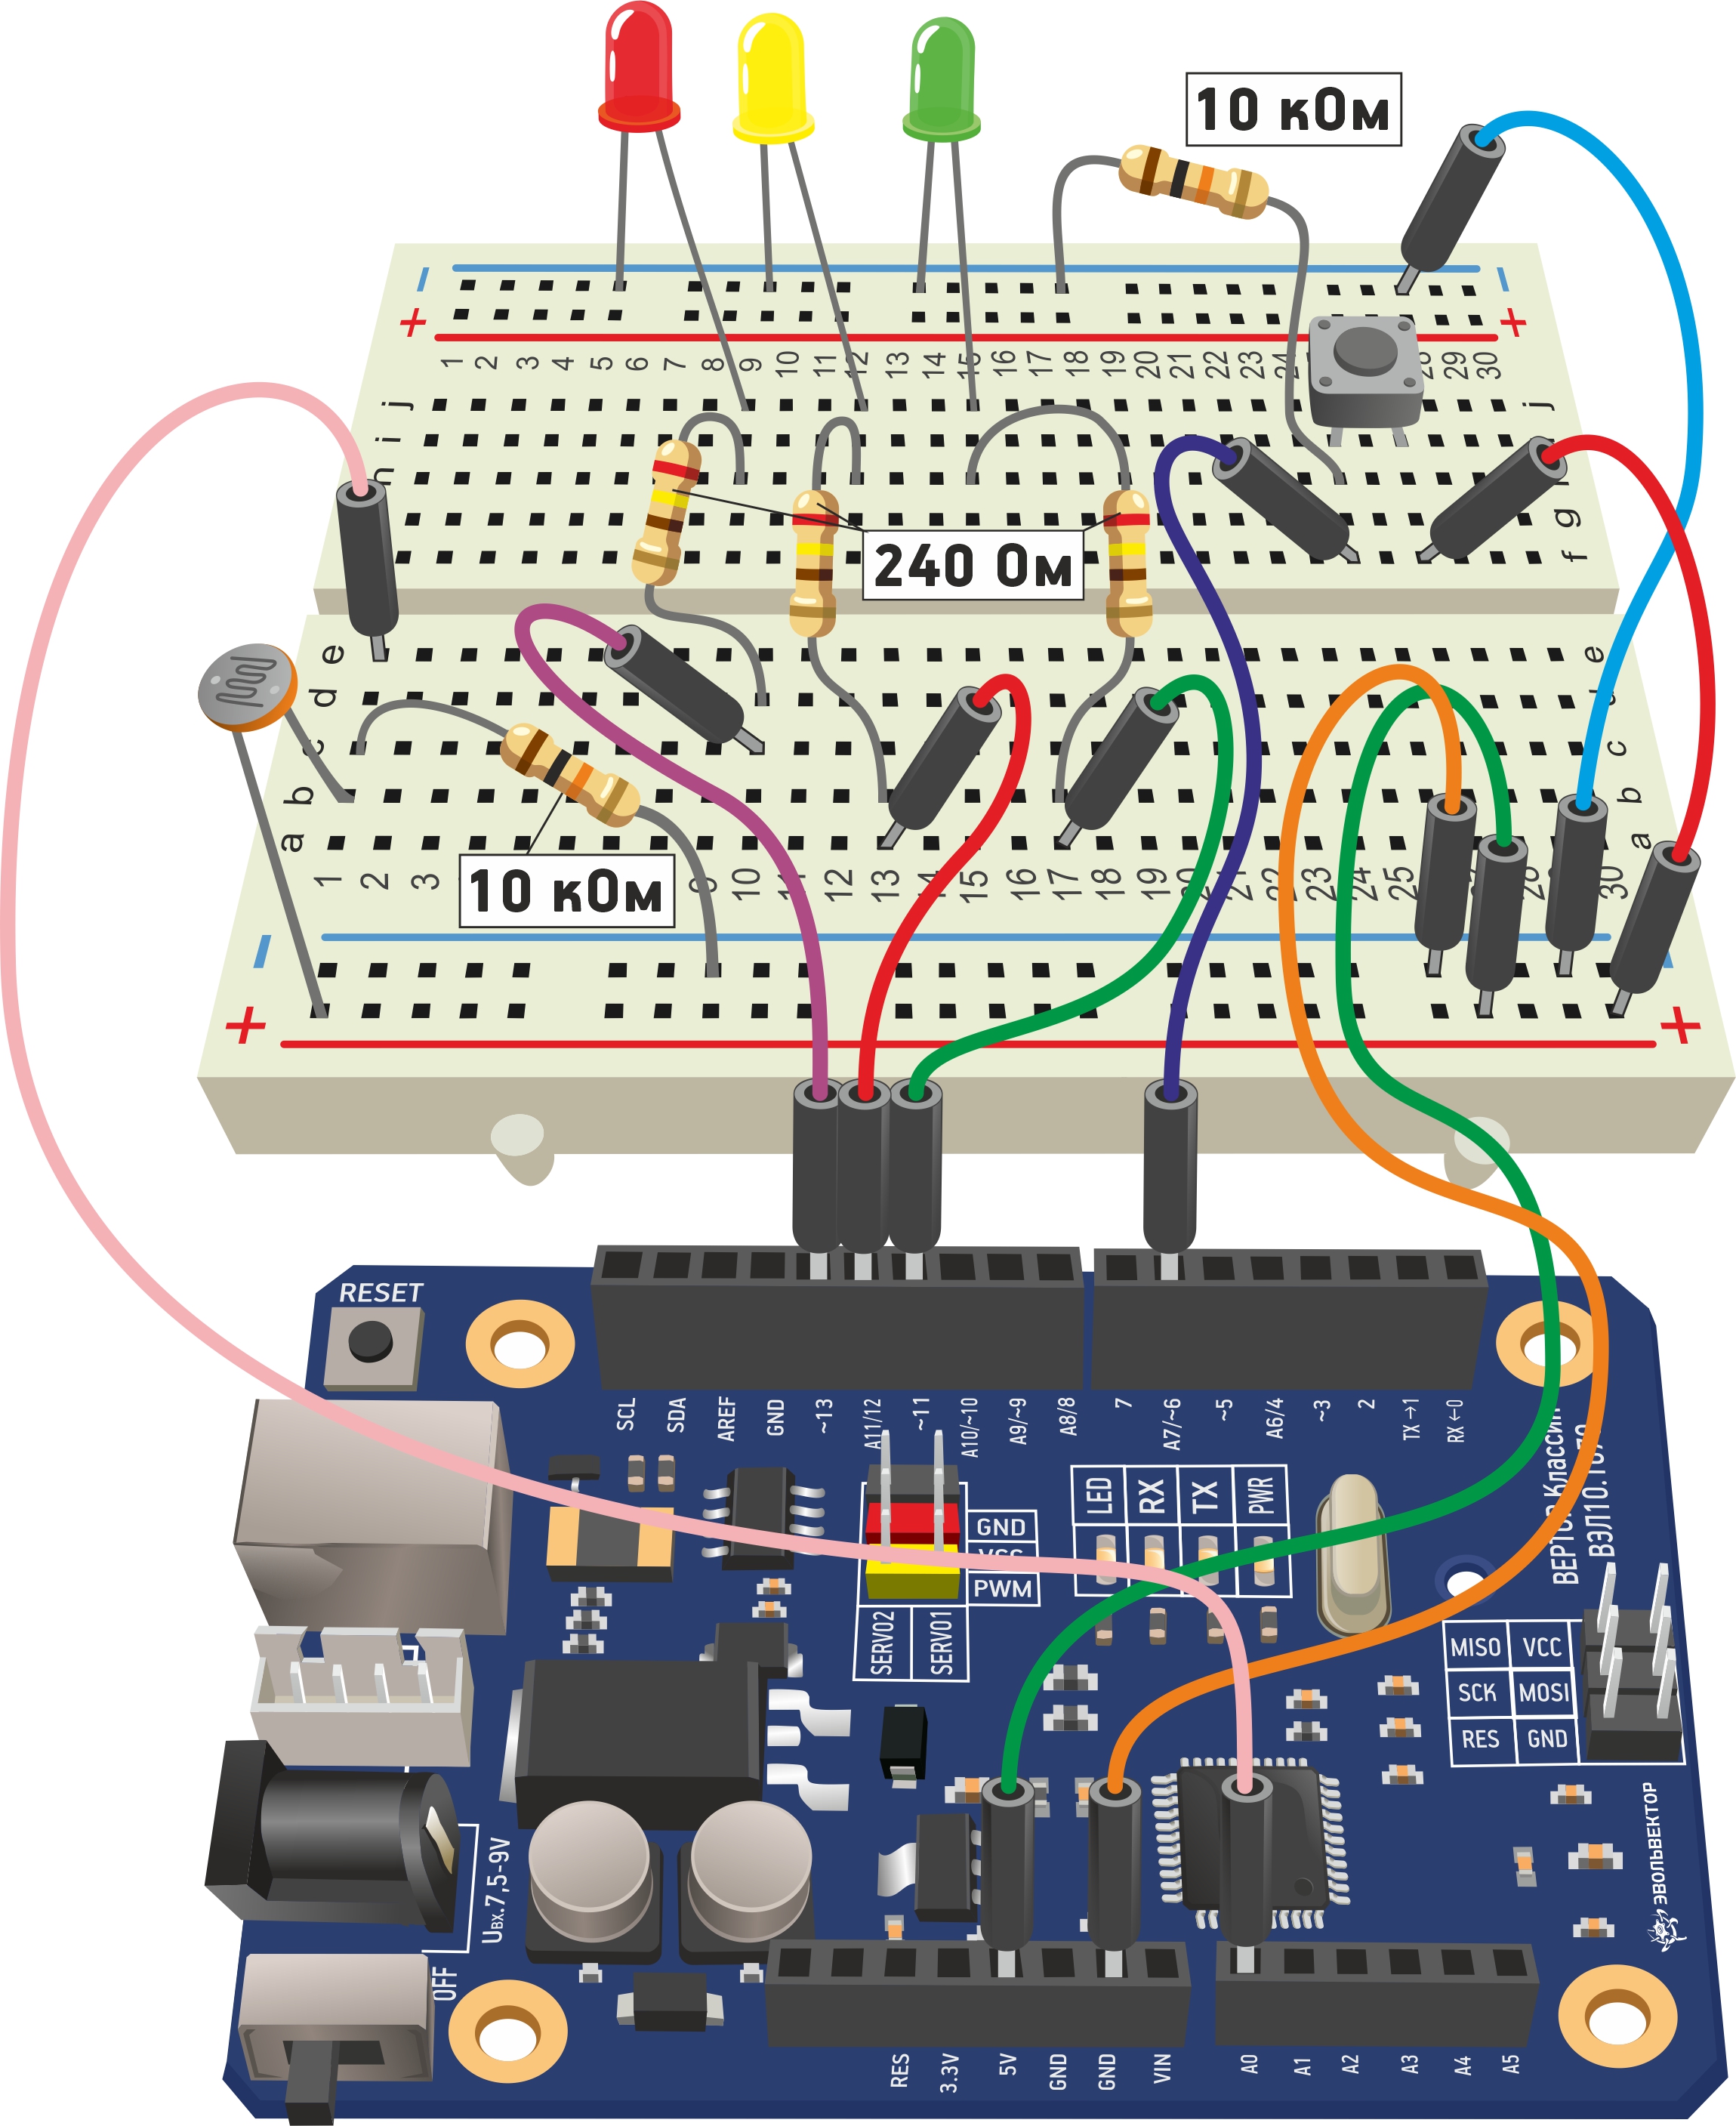 10 кОм
1 2 3 4 5 6 7 8 9 10 11 12 13 14 15 16 17 18 19 20 21 22 23 24 28 29 30
j
j
i
h
g
240 Ом
f
e
e
d
c
c
b
b
a
a
1 2 3 9 10 11 12 13 14 15 16 17 18 19 20 21 22 23 24 25 30
10 кОм
RESET
SCL SDA AREF GND ~13 A11/12 ~11 A10/~10 A9/~9 A8/8 7 A7/~6 ~5 A6/4 ~3 2 TX→1 RX←0
LED RX TX PWR
GND
PWM
SERVO2 SERVO1
MISO VCC
SCK MOSI
RES GND
ЭВОЛЬВЕКТОР
Uвх.7,5-9V
OFF
RES 3.3V 5V GND GND VIN A0 A1 A2 A3 A4 A5